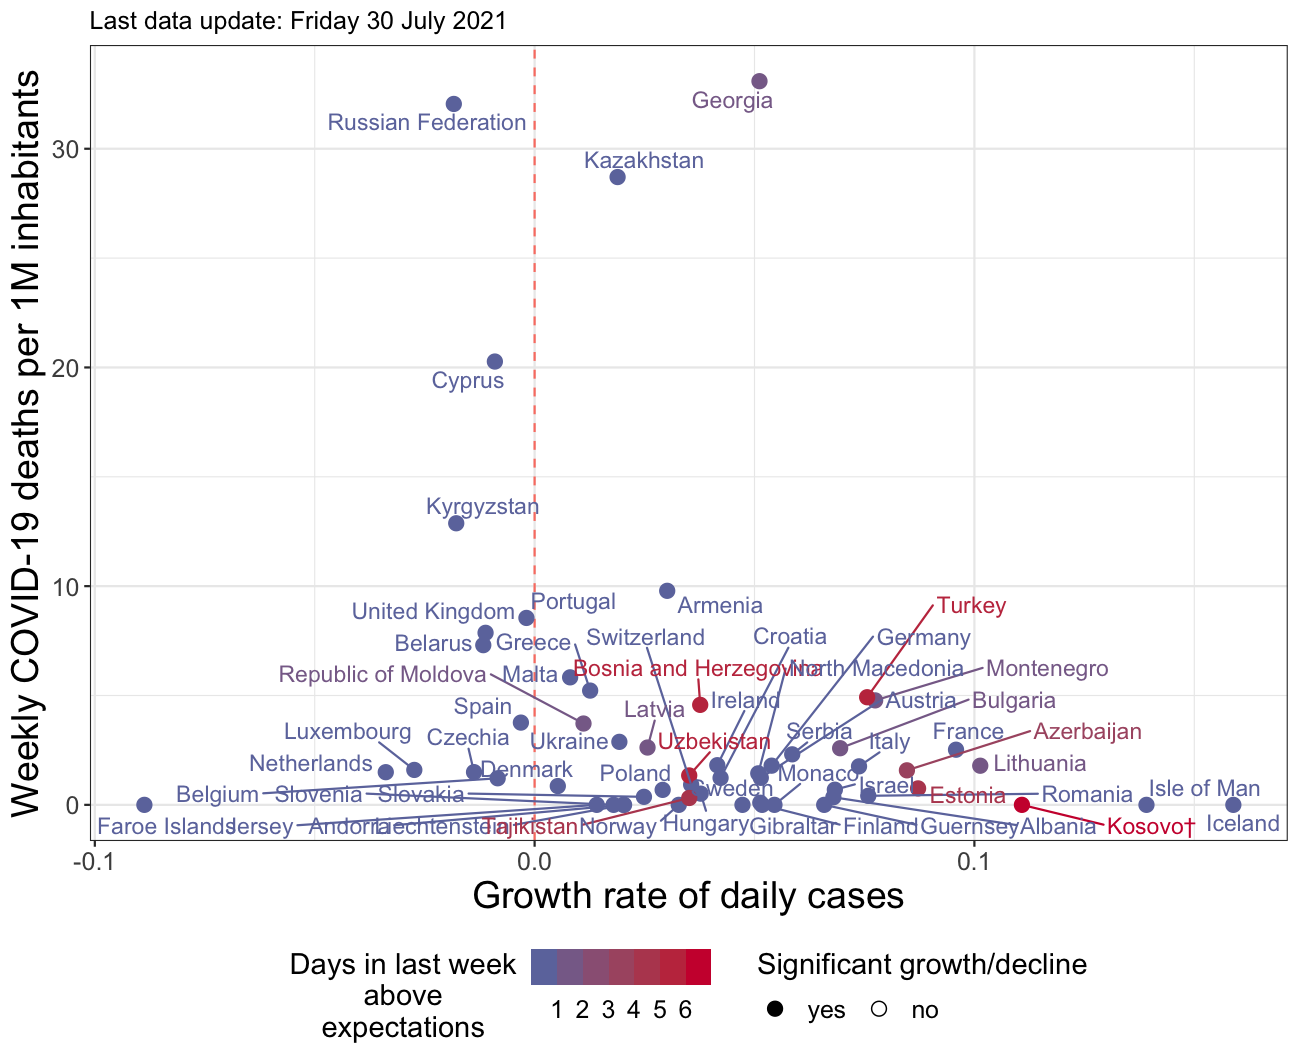 Last data update: Friday 30 July 2021
Weekly COVID-19 deaths per 1M inhabitants
30
20
10
0
Georgia
Russian Federation
Kazakhstan
Cyprus
Kyrgyzstan
Portugal
United Kingdom
Armenia
Turkey
Belarus
Greece
Switzerland
Croatia
Germany
Republic of Moldova
Malta
Bosnia and Herzegovina
North Macedonia
Montenegro
Spain
Latvia
Ireland
Austria
Bulgaria
Luxembourg
Czechia
Ukraine
Uzbekistan
Serbia
Italy
France
Azerbaijan
Netherlands
Denmark
Poland
Monaco
Lithuania
Belgium
Slovenia
Slovakia
Sweden
Israel
Estonia
Romania
Isle of Man
Faroe Islands
Jersey
Andorra
Liechtenstein
Tajikistan
Norway
Hungary
Gibraltar
Finland
Guernsey
Albania
Kosovo†
Iceland
-0.1
0.0
0.1
Growth rate of daily cases
Days in last week
above
expectations
1 2 3 4 5 6
Significant growth/decline
yes
no